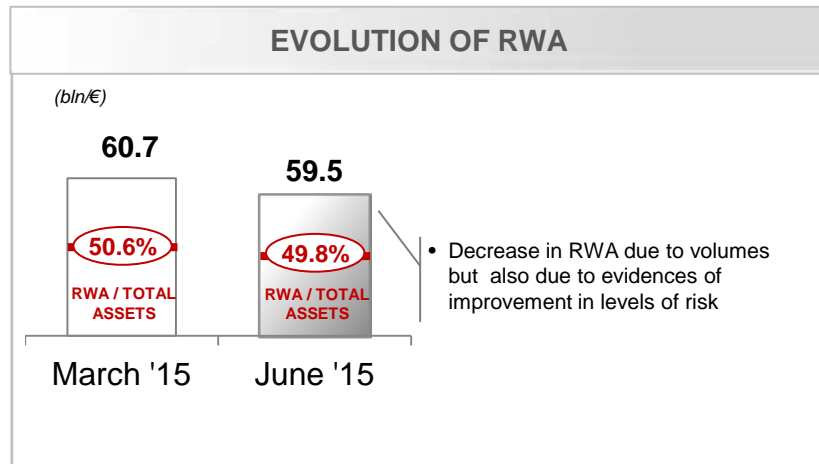 EVOLUTION OF RWA
(bln/€)
60.7
59.5
50.6%
49.8%
RWA / TOTAL
ASSETS
RWA / TOTAL
ASSETS
• Decrease in RWA due to volumes
but also due to evidences of
improvement in levels of risk
March '15
June '15